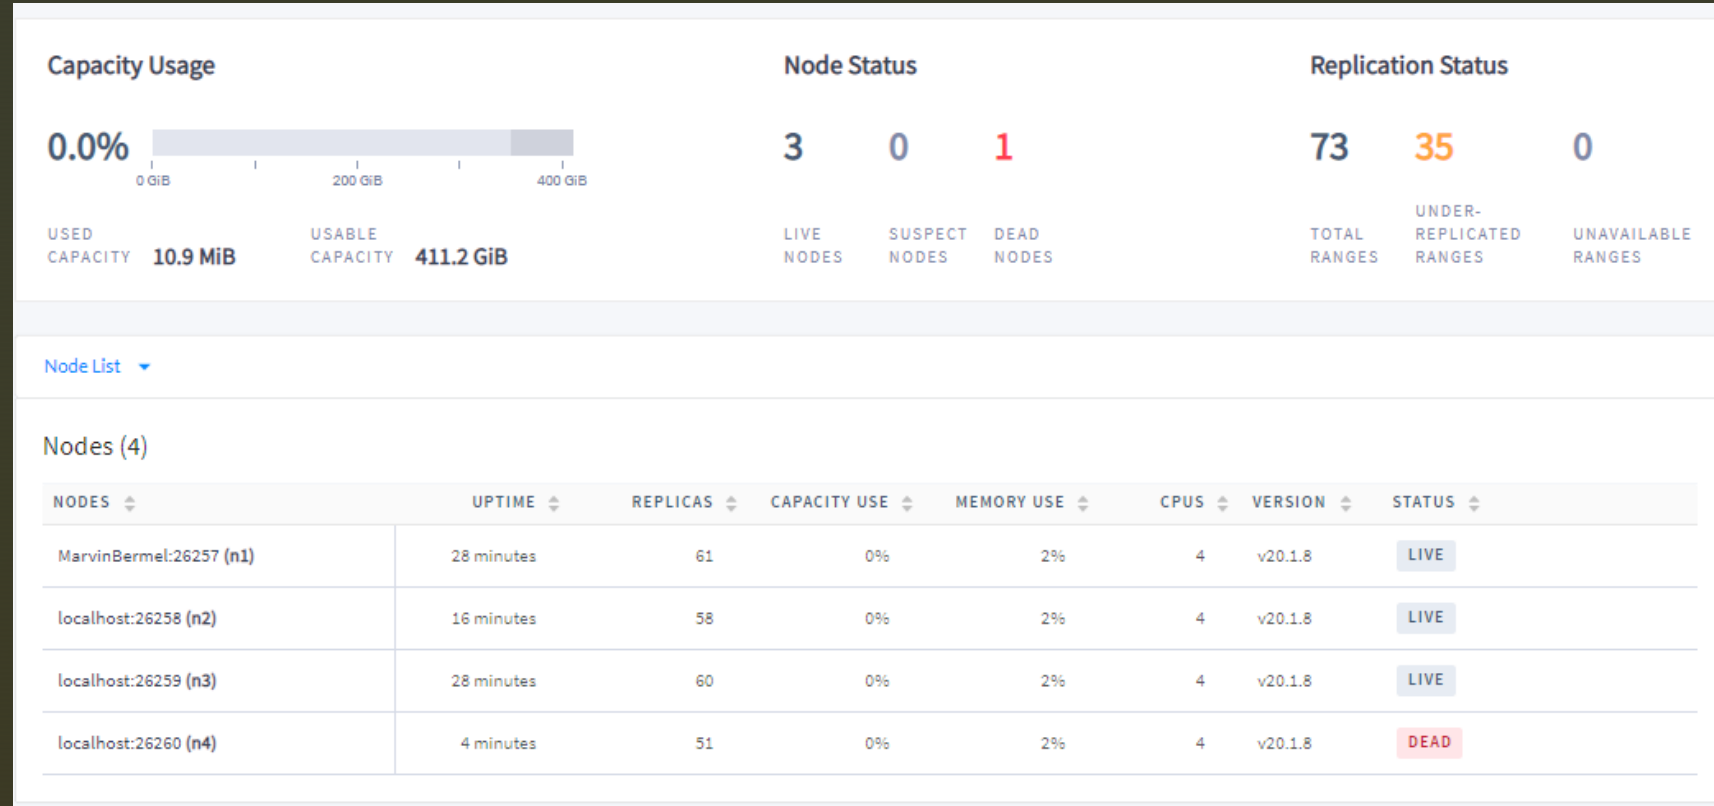 Capacity Usage
Node Status
Replication Status
0.0%
0 GiB
200 GiB
400 GiB
3
0
1
73
35
0
USED
CAPACITY
10.9 MiB
USABLE
CAPACITY
411.2 GiB
LIVE
NODES
SUSPECT
NODES
DEAD
NODES
TOTAL
RANGES
UNDER-
REPLICATED
RANGES
UNAVAILABLE
RANGES
Node List
Nodes (4)
NODES UPTIME REPLICAS CAPACITY USE MEMORY USE CPUS VERSION STATUS
MarvinBermel:26257 (n1) 28 minutes 61 0% 2% 4 v20.1.8 LIVE
localhost:26258 (n2) 16 minutes 58 0% 2% 4 v20.1.8 LIVE
localhost:26259 (n3) 28 minutes 60 0% 2% 4 v20.1.8 LIVE
localhost:26260 (n4) 4 minutes 51 0% 2% 4 v20.1.8 DEAD